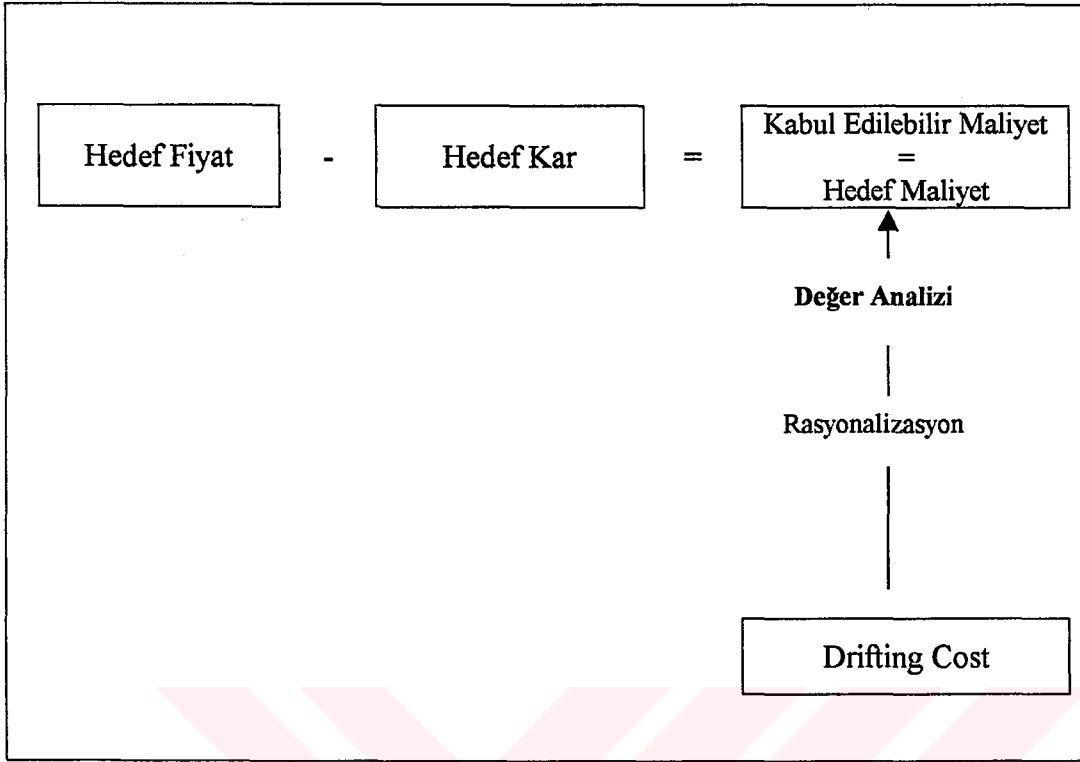 Hedef Fiyat - Hedef Kar = Kabul Edilebilir Maliyet
=
Hedef Maliyet
Değer Analizi
Rasyonalizasyon
Drifting Cost